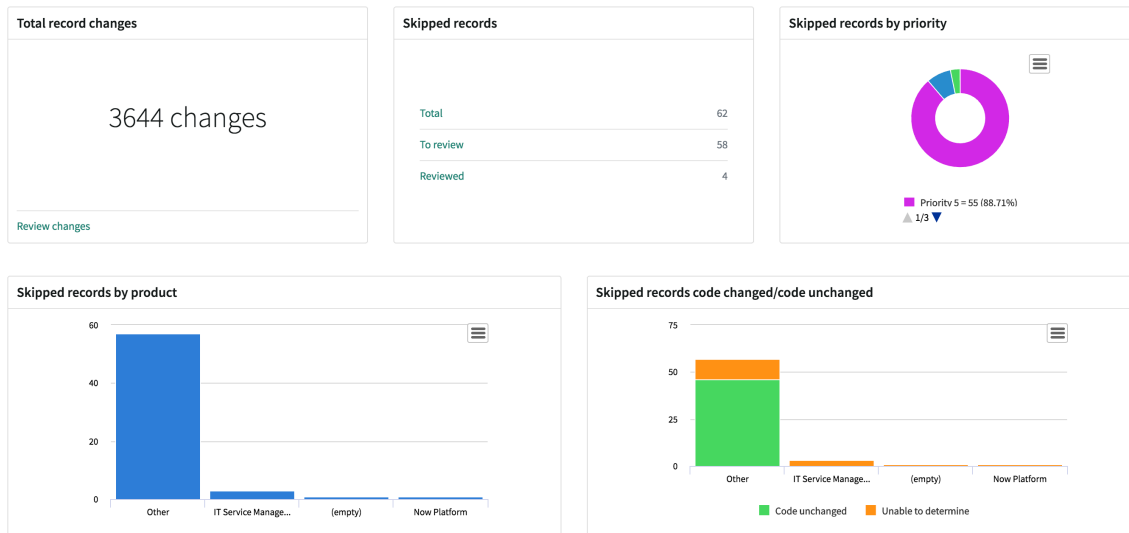 Total record changes
3644 changes
Review changes
Skipped records
Total 62
To review 58
Reviewed 4
Skipped records by priority
Priority 5 = 55 (88.71%)
1/3
Skipped records by product
60
40
20
0
Other IT Service Manage... (empty) Now Platform
Skipped records code changed/code unchanged
75
50
25
0
Other IT Service Manage... (empty) Now Platform
Code unchanged Unable to determine